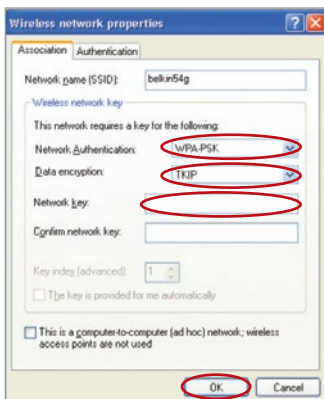 Wireless network properties
Association
Authentication
Network name (SSID):
belkin54g
Wireless network key
This network requires a key for the following:
Network Authentication:
WPA-PSK
Data encryption:
TKIP
Network key:
Confirm network key:
Key index (advanced):
1
The key is provided for me automatically
This is a computer-to-computer (ad hoc) network; wireless
access points are not used
OK
Cancel